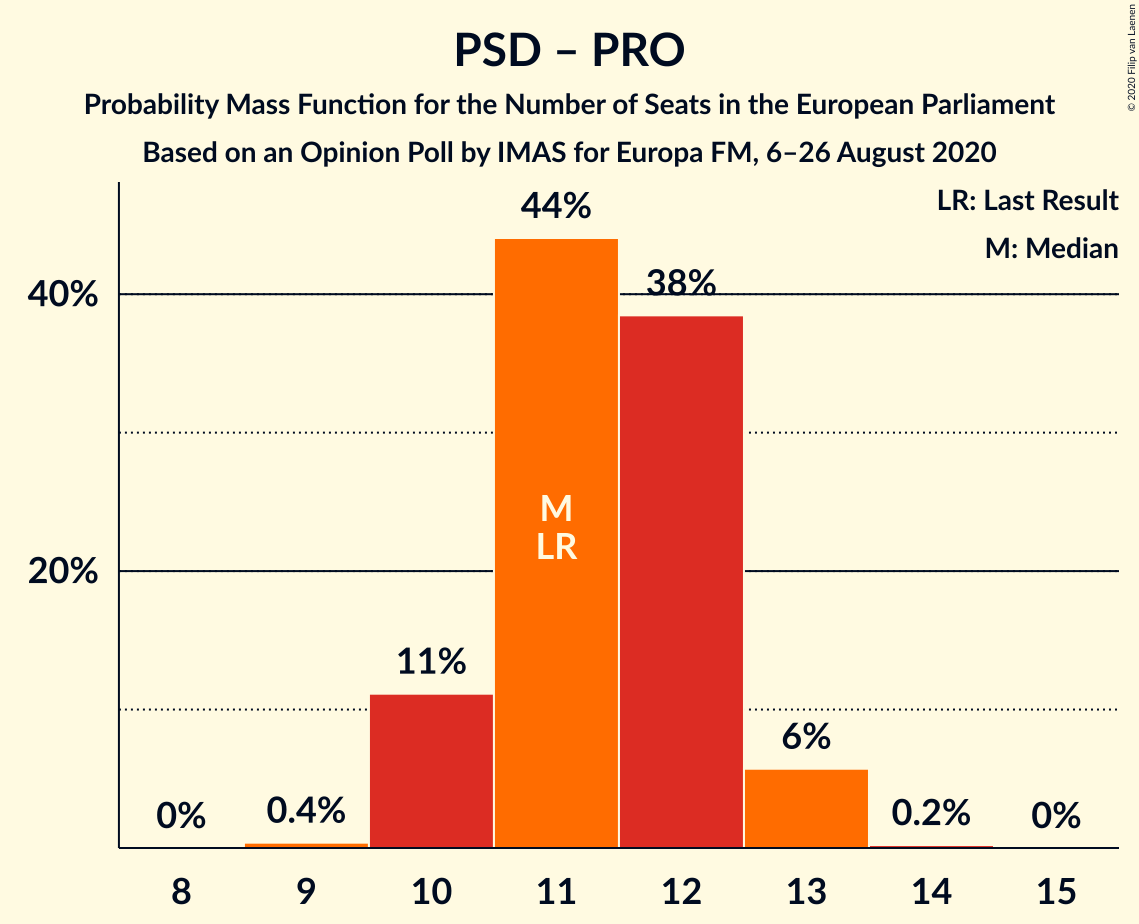 PSD – PRO
Probability Mass Function for the Number of Seats in the European Parliament
Based on an Opinion Poll by IMAS for Europa FM, 6–26 August 2020
© 2020 Filip van Laenen
LR: Last Result
M: Median
40%
20%
0%
0.4%
11%
44%
38%
6%
0.2%
0%
M
LR
8
9
10
11
12
13
14
15